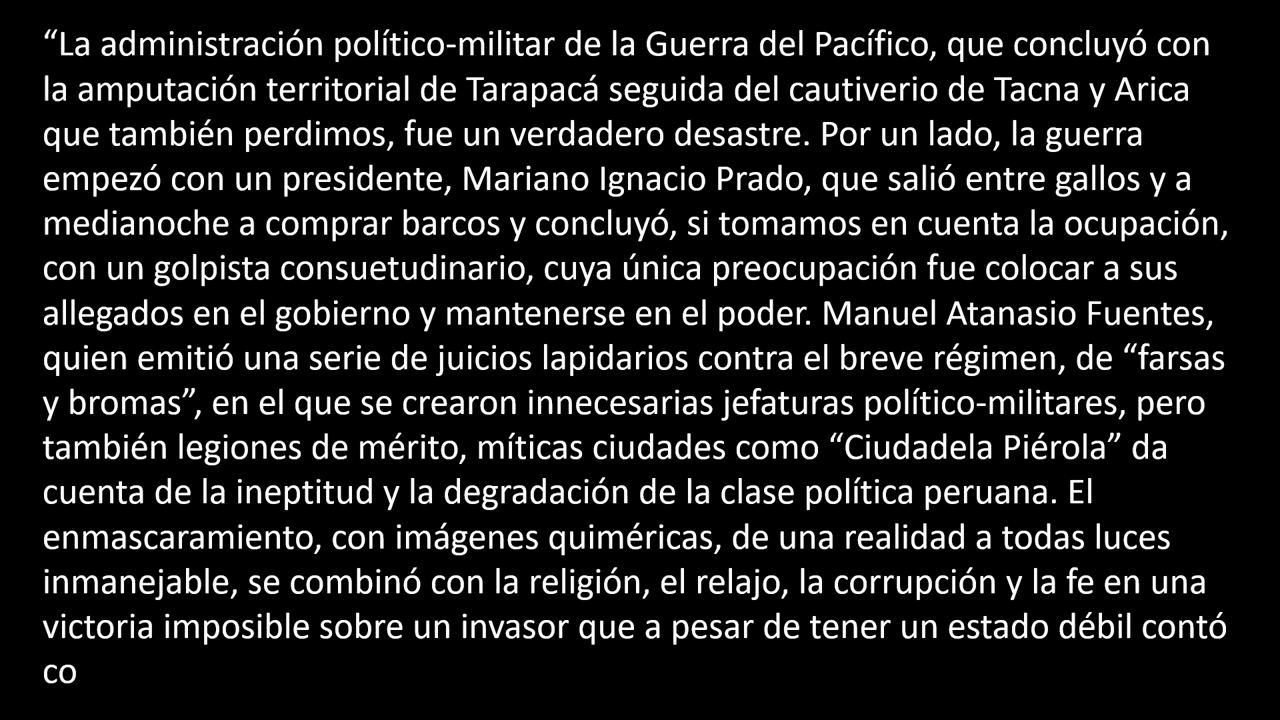 “La administración político-militar de la Guerra del Pacífico, que concluyó con
la amputación territorial de Tarapacá seguida del cautiverio de Tacna y Arica
que también perdimos, fue un verdadero desastre. Por un lado, la guerra
empezó con un presidente, Mariano Ignacio Prado, que salió entre gallos y a
medianoche a comprar barcos y concluyó, si tomamos en cuenta la ocupación,
con un golpista consuetudinario, cuya única preocupación fue colocar a sus
allegados en el gobierno y mantenerse en el poder. Manuel Atanasio Fuentes,
quien emitió una serie de juicios lapidarios contra el breve régimen, de “farsas
y bromas”, en el que se crearon innecesarias jefaturas político-militares, pero
también legiones de mérito, míticas ciudades como “Ciudadela Piérola” da
cuenta de la ineptitud y la degradación de la clase política peruana. El
enmascaramiento, con imágenes quiméricas, de una realidad a todas luces
inmanejable, se combinó con la religión, el relajo, la corrupción y la fe en una
victoria imposible sobre un invasor que a pesar de tener un estado débil contó
co